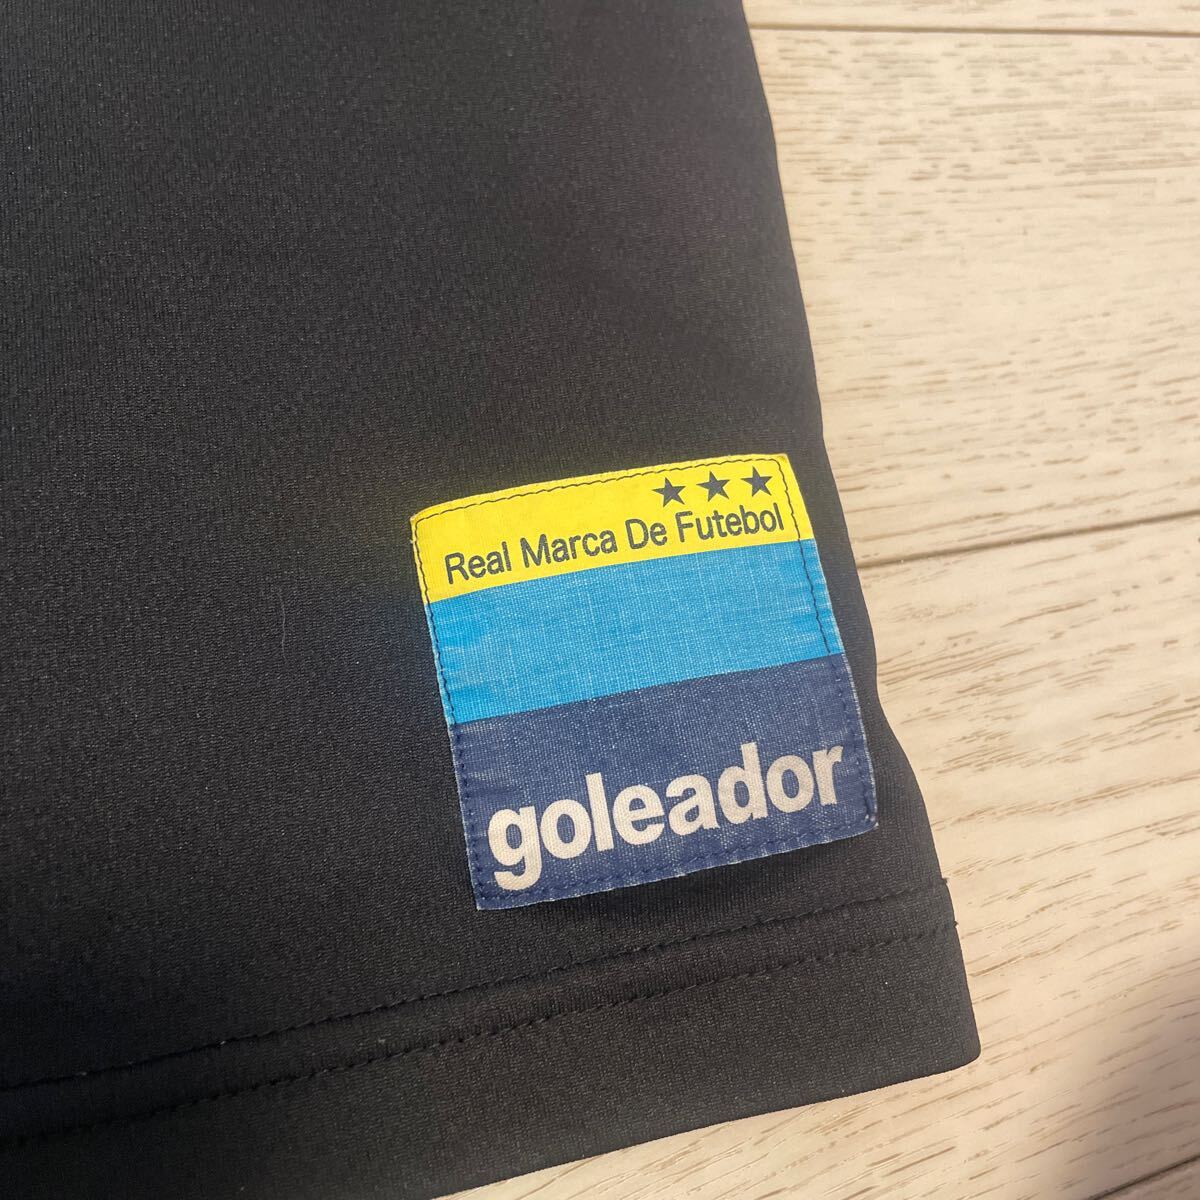 ★★★
Real Marca De Futebol
goleador